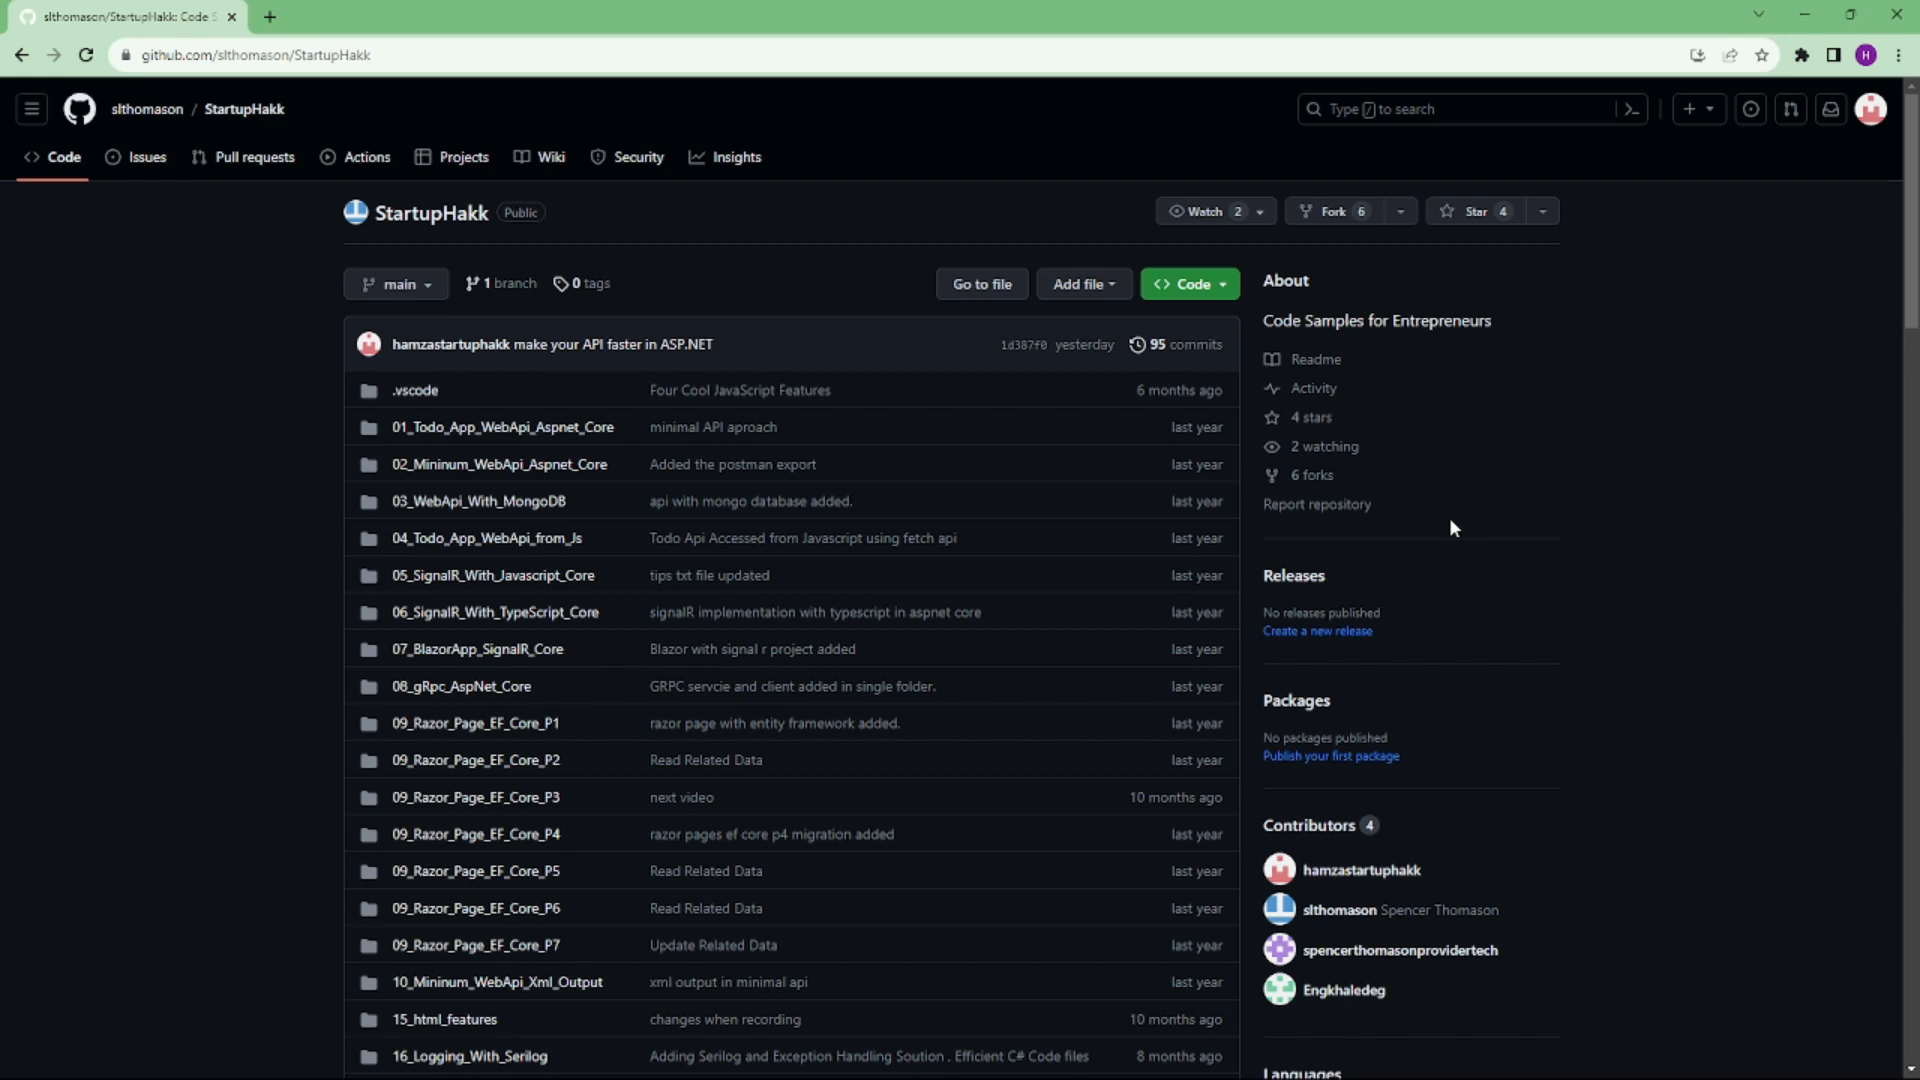 slthomason/StartupHakk: Code S
github.com/slthomason/StartupHakk
H
slthomason / StartupHakk
Type / to search
Code Issues Pull requests Actions Projects Wiki Security Insights
StartupHakk Public
Watch 2 Fork 6 Star 4
main 1 branch 0 tags Go to file Add file Code
hamzastartuphakk make your API faster in ASP.NET 1d387f0 yesterday 95 commits
.vscode Four Cool JavaScript Features 6 months ago
01_Todo_App_WebApi_Aspnet_Core minimal API aproach last year
02_Mininum_WebApi_Aspnet_Core Added the postman export last year
03_WebApi_With_MongoDB api with mongo database added. last year
04_Todo_App_WebApi_from_Js Todo Api Accessed from Javascript using fetch api last year
05_SignalR_With_Javascript_Core tips txt file updated last year
06_SignalR_With_TypeScript_Core signalR implementation with typescript in aspnet core last year
07_BlazorApp_SignalR_Core Blazor with signal r project added last year
08_gRpc_AspNet_Core GRPC servcie and client added in single folder. last year
09_Razor_Page_EF_Core_P1 razor page with entity framework added. last year
09_Razor_Page_EF_Core_P2 Read Related Data last year
09_Razor_Page_EF_Core_P3 next video 10 months ago
09_Razor_Page_EF_Core_P4 razor pages ef core p4 migration added last year
09_Razor_Page_EF_Core_P5 Read Related Data last year
09_Razor_Page_EF_Core_P6 Read Related Data last year
09_Razor_Page_EF_Core_P7 Update Related Data last year
10_Mininum_WebApi_Xml_Output xml output in minimal api last year
15_html_features changes when recording 10 months ago
16_Logging_With_Serilog Adding Serilog and Exception Handling Soution . Efficient C# Code files 8 months ago
About
Code Samples for Entrepreneurs
Readme
Activity
4 stars
2 watching
6 forks
Report repository
Releases
No releases published
Create a new release
Packages
No packages published
Publish your first package
Contributors 4
hamzastartuphakk
slthomason Spencer Thomason
spencerthomasonprovidertech
Engkhaledeg
Languages